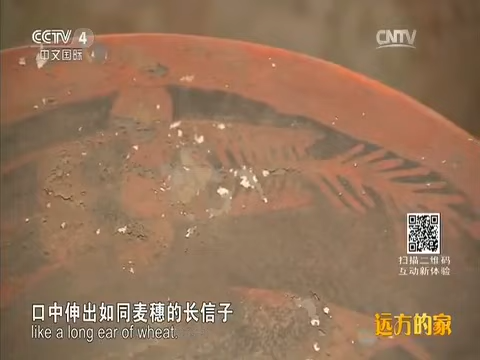 CCTV 4
中文国际
CNTV
扫描二维码
互动新体验
口中伸出如同麦穗的长信子
like a long ear of wheat.
远方的家